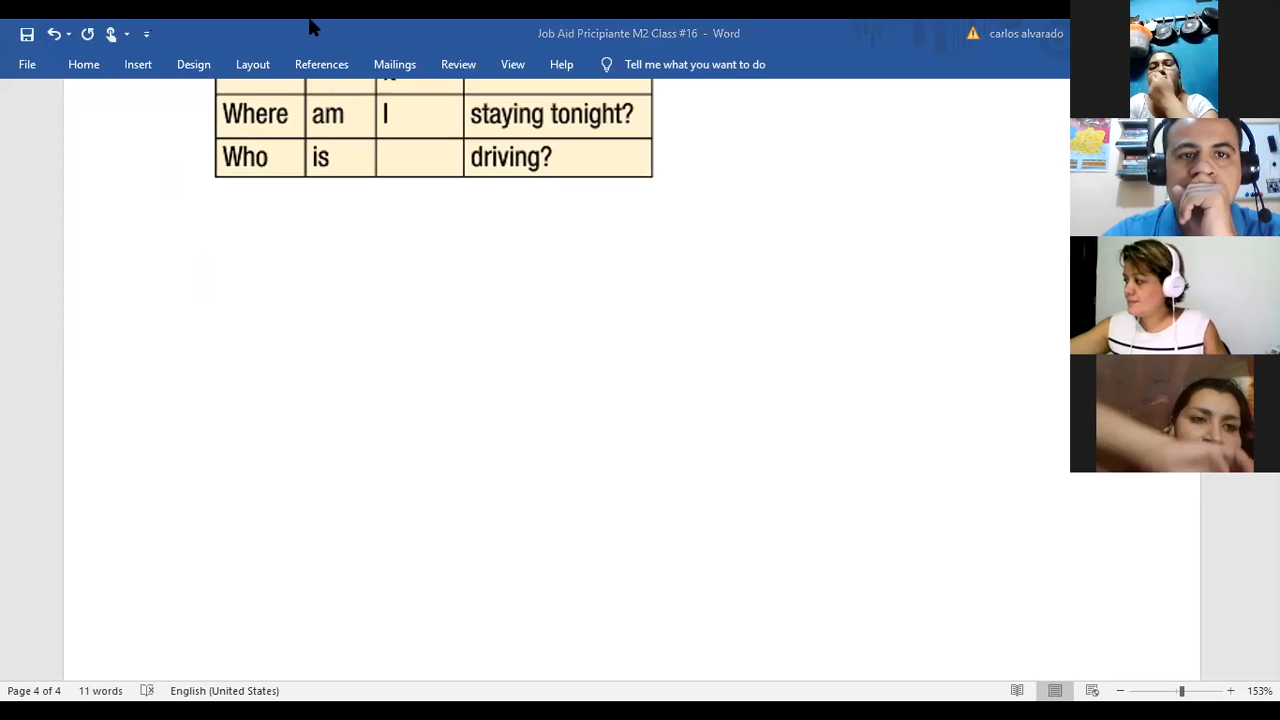 Job Aid Pricipiante M2 Class #16 - Word
carlos alvarado
File Home Insert Design Layout References Mailings Review View Help Tell me what you want to do
Where am I staying tonight?
Who is driving?
Page 4 of 4 11 words English (United States) 153%